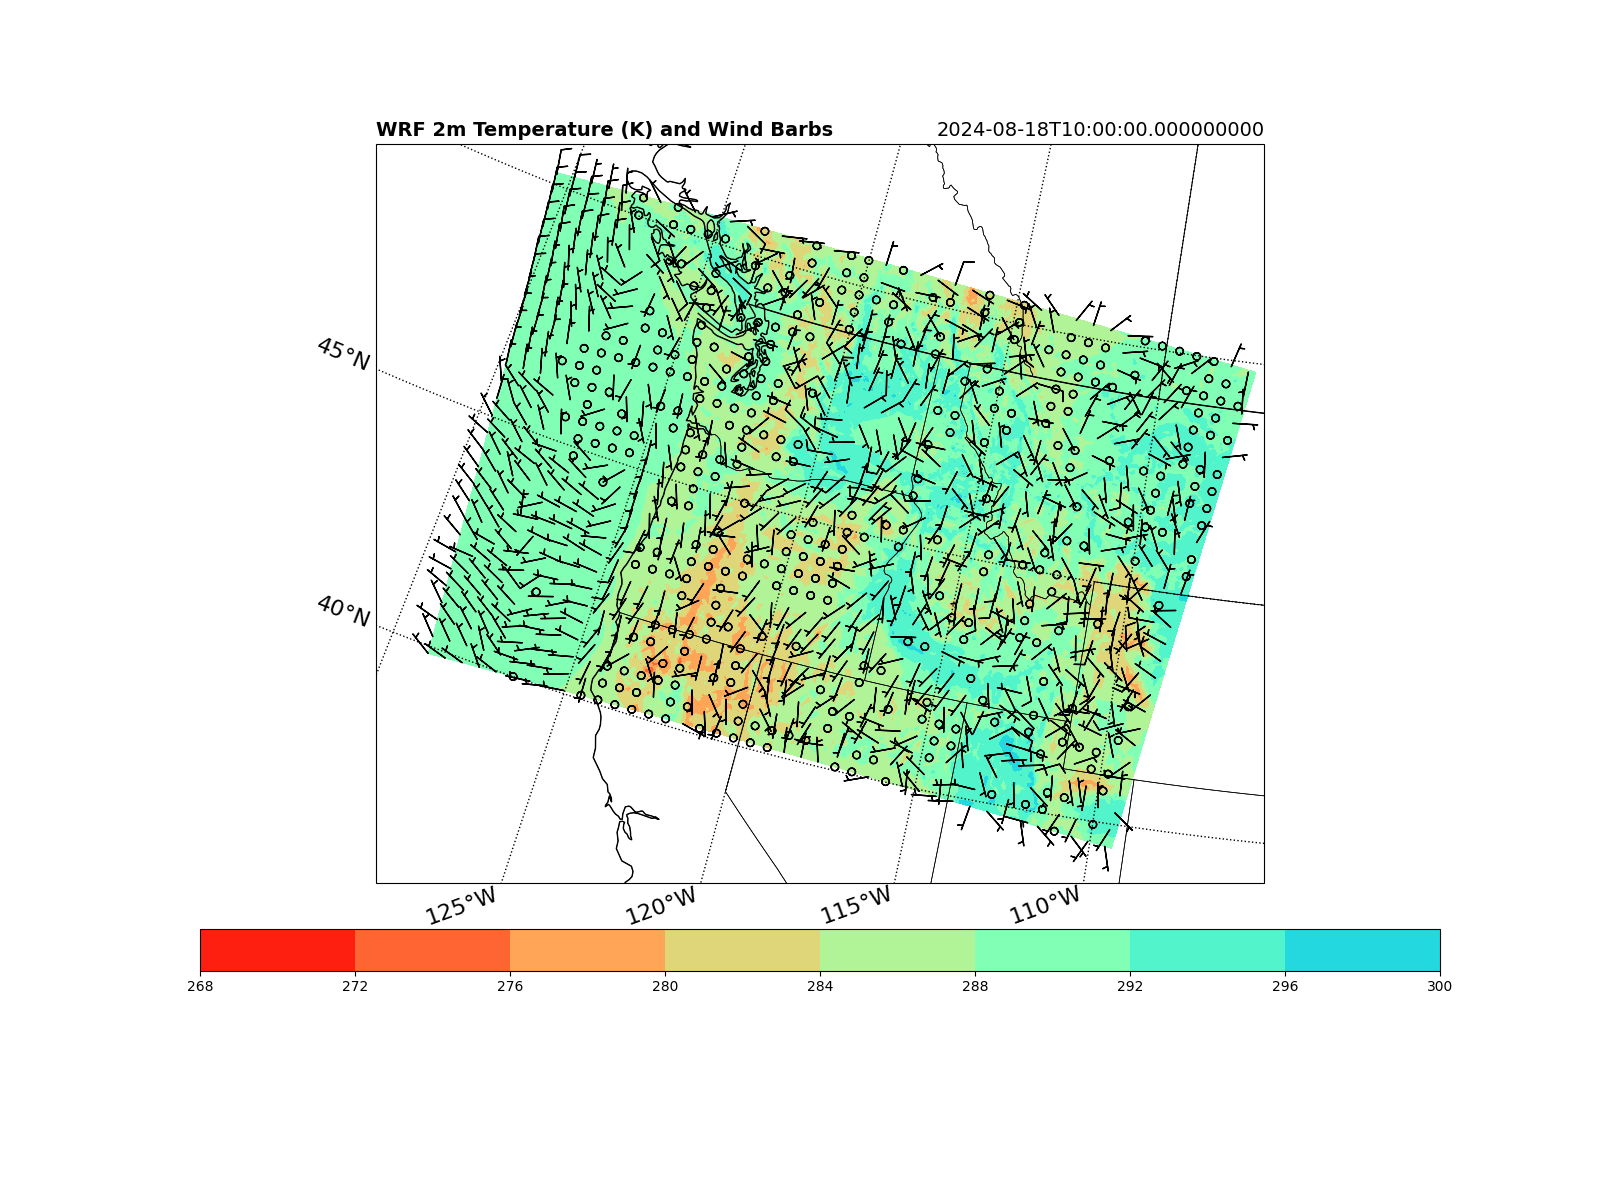 WRF 2m Temperature (K) and Wind Barbs
2024-08-18T10:00:00.000000000
45°N
40°N
125°W
120°W
115°W
110°W
268
272
276
280
284
288
292
296
300